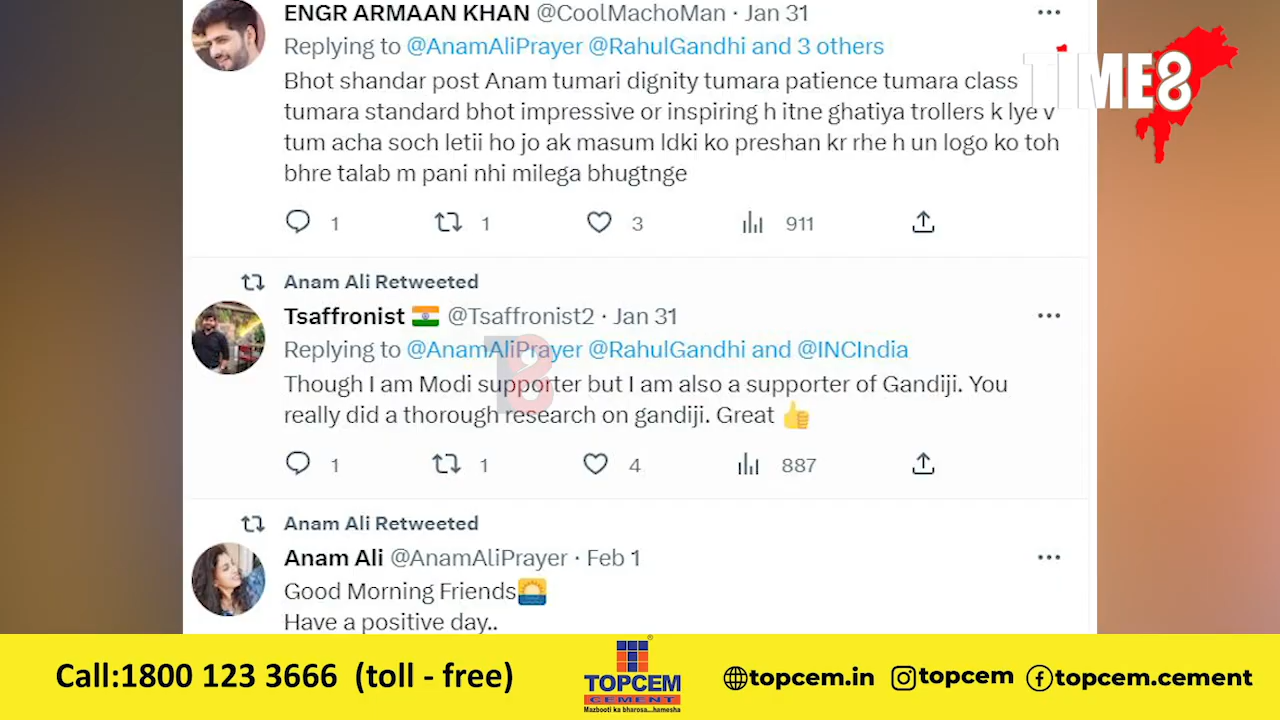 ENGR ARMAAN KHAN @CoolMachoMan · Jan 31
Replying to @AnamAliPrayer @RahulGandhi and 3 others
Bhot shandar post Anam tumari dignity tumara patience tumara class
tumara standard bhot impressive or inspiring h itne ghatiya trollers k lye v
tum acha soch letii ho jo ak masum ldki ko preshan kr rhe h un logo ko toh
bhre talab m pani nhi milega bhugtnge
1 1 3 911
TIME8
Anam Ali Retweeted
Tsaffronist @Tsaffronist2 · Jan 31
Replying to @AnamAliPrayer @RahulGandhi and @INCIndia
Though I am Modi supporter but I am also a supporter of Gandiji. You
really did a thorough research on gandiji. Great
1 1 4 887
Anam Ali Retweeted
Anam Ali @AnamAliPrayer · Feb 1
Good Morning Friends
Have a positive day..
Call:1800 123 3666 (toll - free)
TOPCEM
CEMENT
Mazbooti ka bharosa...hamesha
topcem.in topcem topcem.cement